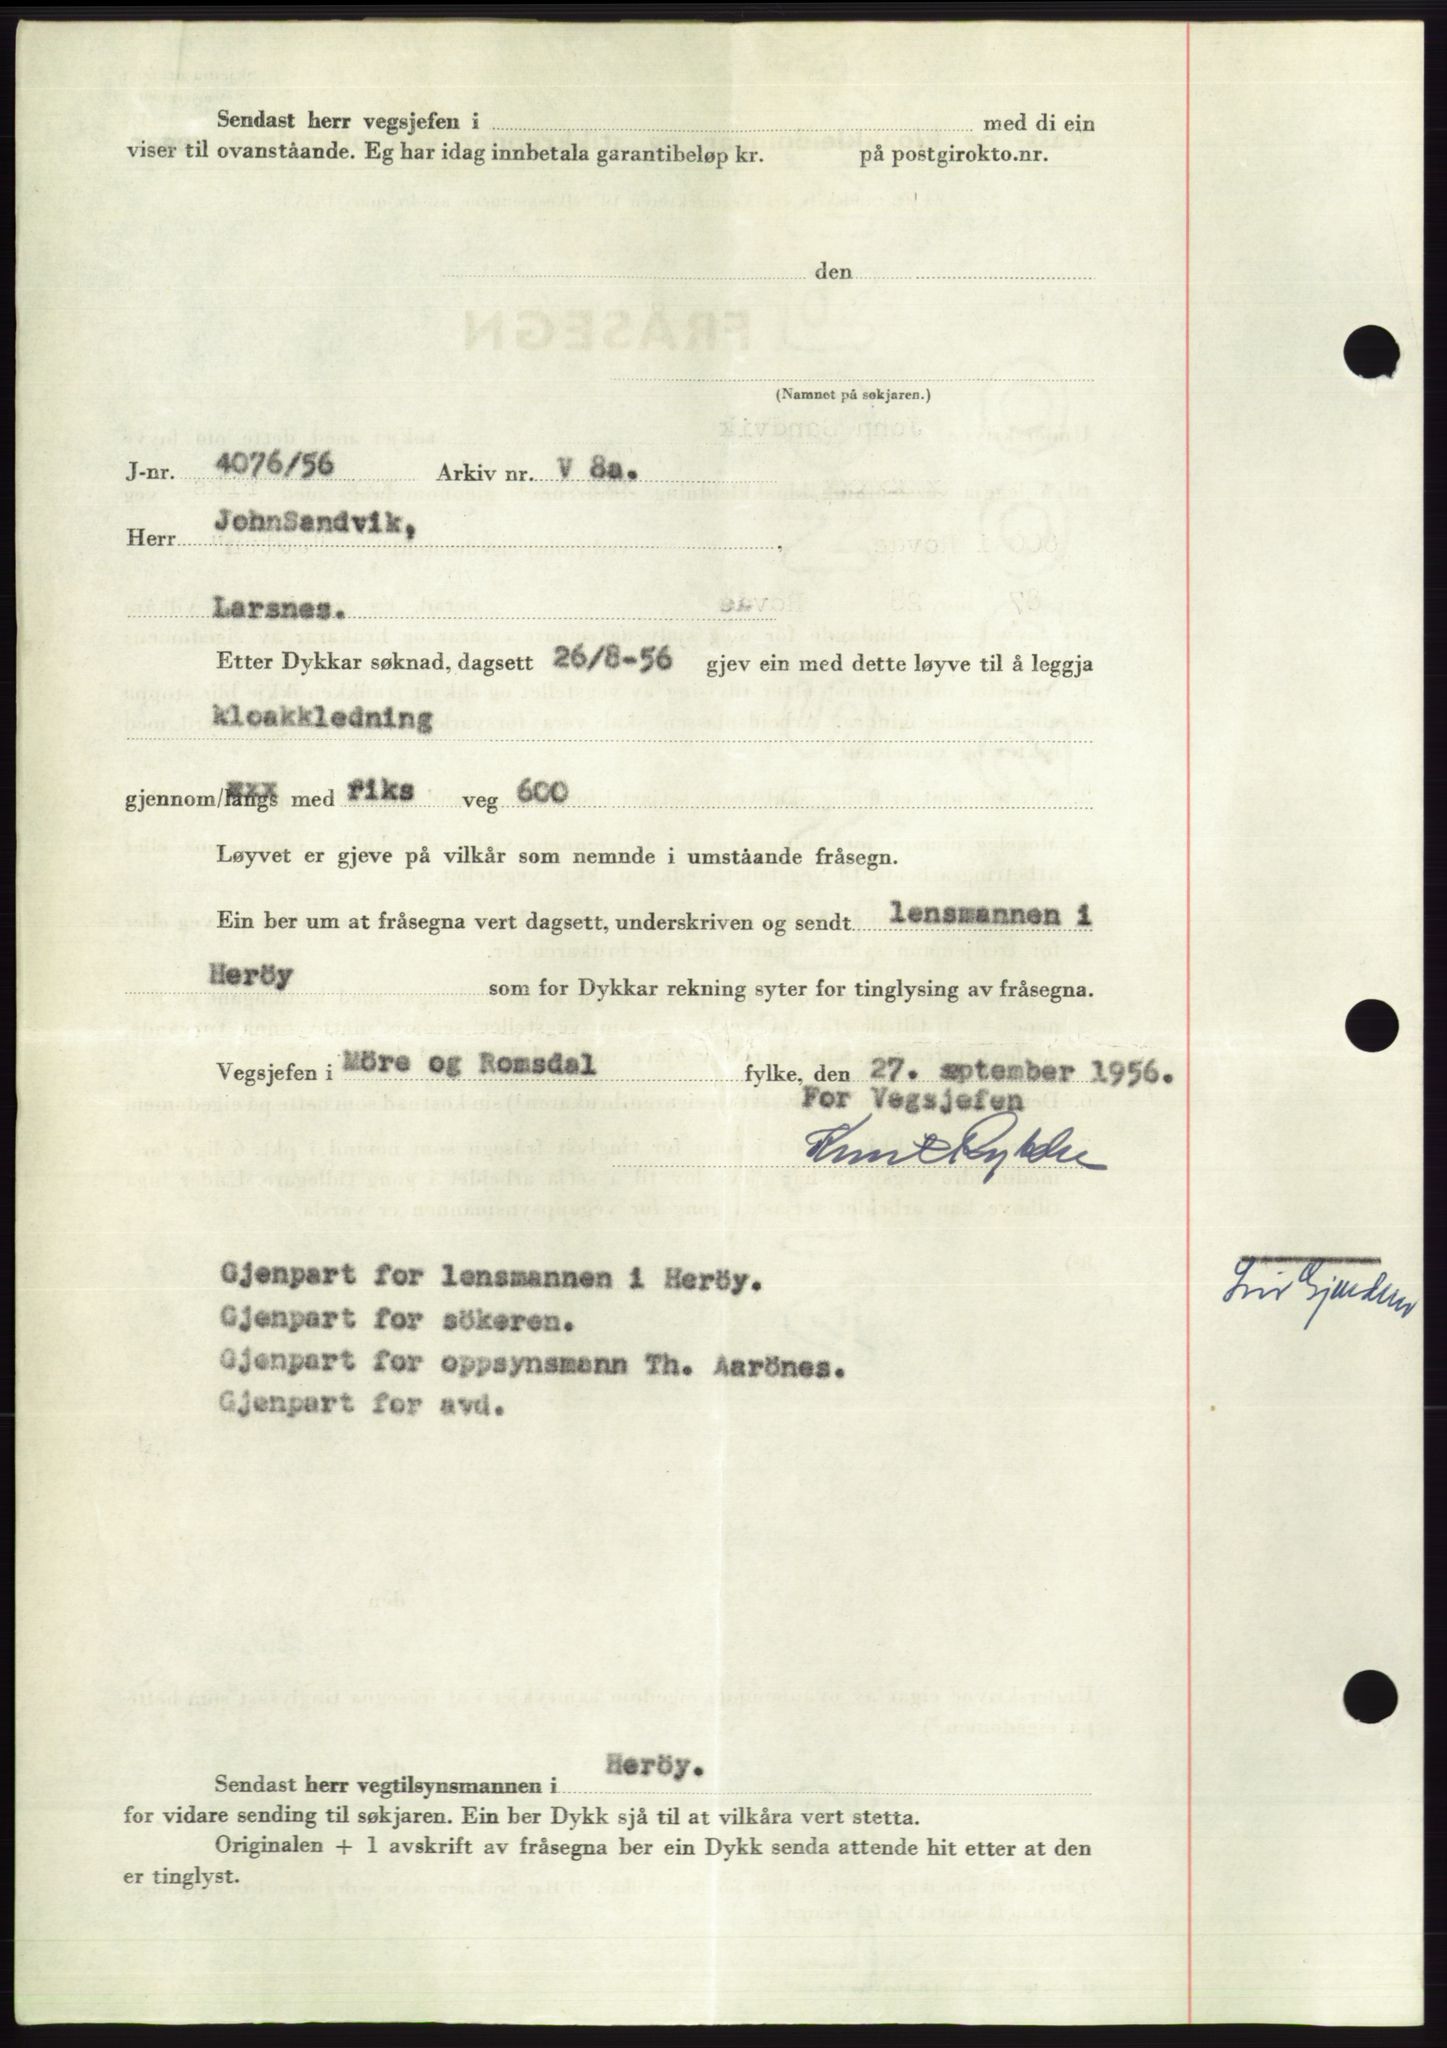 Sendast herr vegsjefen i med di ein
viser til ovanståande. Eg har idag innbetala garantibeløp kr. på postgirokto.nr.
den
(Namnet på søkjaren.)
J-nr. 4076/56 Arkiv nr. V 8a.
Herr JohnSandvik,
Larsnes.
Etter Dykkar søknad, dagsett 26/8-56 gjev ein med dette løyve til å leggja
kloakkledning
gjennom/langs med riks veg 600
Løyvet er gjeve på vilkår som nemnde i umståande fråsegn.
Ein ber um at fråsegna vert dagsett, underskriven og sendt lensmannen i
Heröy som for Dykkar rekning syter for tinglysing av fråsegna.
Vegsjefen i Möre og Romsdal fylke, den 27. september 1956.
For Vegsjefen
Gjenpart for lensmannen i Heröy.
Gjenpart for sökeren.
Gjenpart for oppsynsmann Th. Aarönes.
Gjenpart for avd.
Sendast herr vegtilsynsmannen i Heröy.
for vidare sending til søkjaren. Ein ber Dykk sjå til at vilkåra vert stetta.
Originalen + 1 avskrift av fråsegna ber ein Dykk senda attende hit etter at den
er tinglyst.